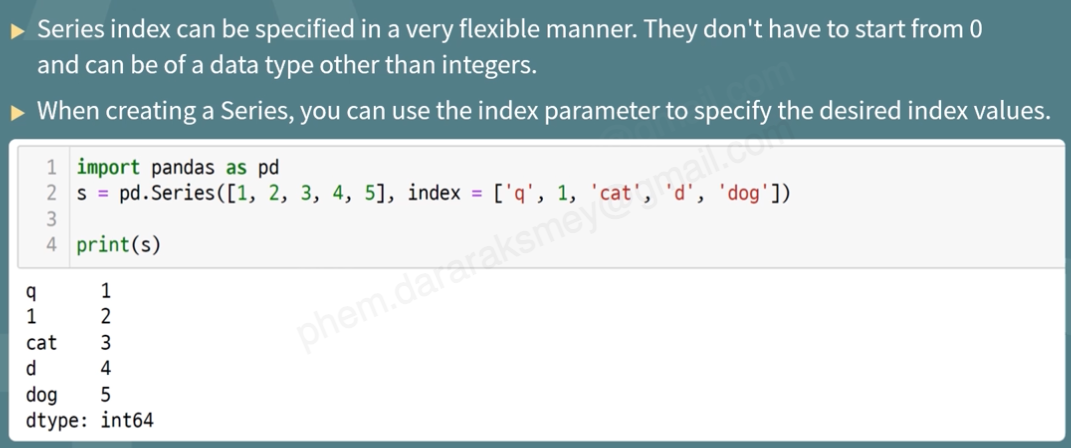 ▶ Series index can be specified in a very flexible manner. They don't have to start from 0
and can be of a data type other than integers.
▶ When creating a Series, you can use the index parameter to specify the desired index values.
1 import pandas as pd
2 s = pd.Series([1, 2, 3, 4, 5], index = ['q', 1, 'cat', 'd', 'dog'])
3
4 print(s)
q 1
1 2
cat 3
d 4
dog 5
dtype: int64
phem.dararaksmey@gmail.com